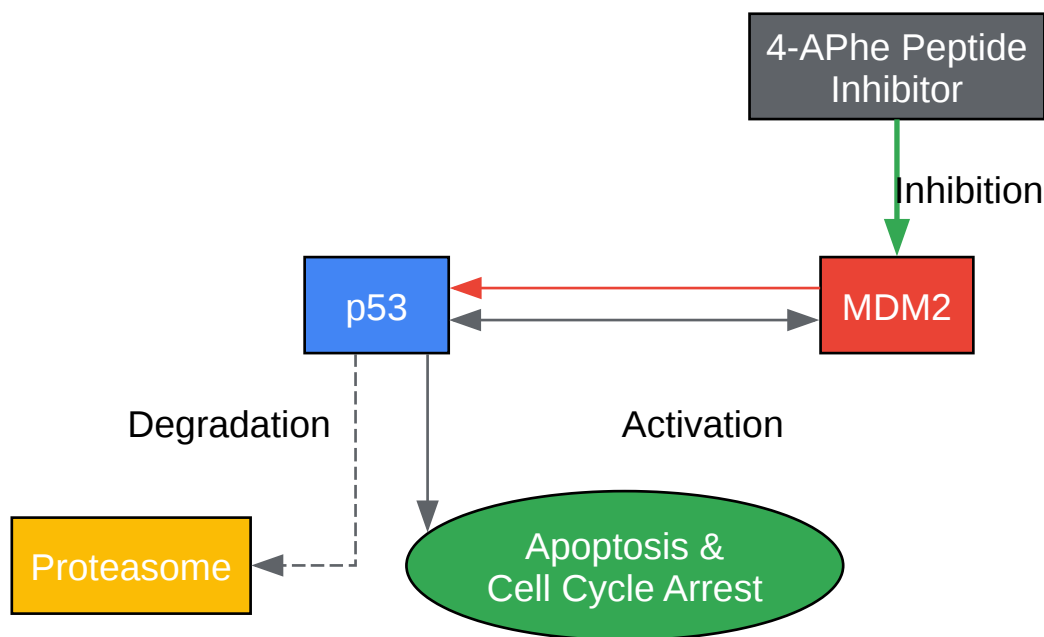 4-APhe Peptide
Inhibitor
Inhibition
p53
MDM2
Degradation
Activation
Proteasome
Apoptosis &
Cell Cycle Arrest